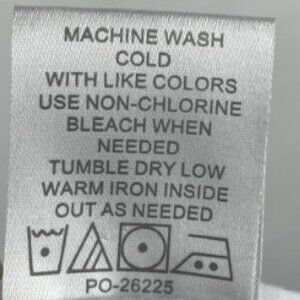 MACHINE WASH
COLD
WITH LIKE COLORS
USE NON-CHLORINE
BLEACH WHEN
NEEDED
TUMBLE DRY LOW
WARM IRON INSIDE
OUT AS NEEDED
PO-26225